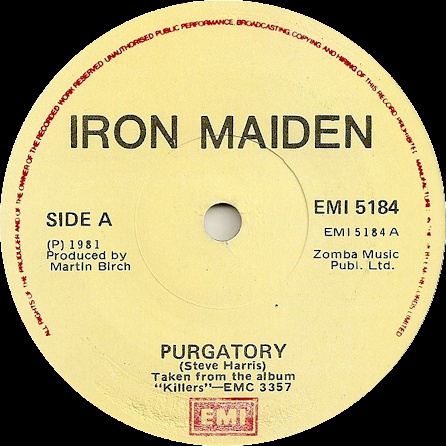 ALL RIGHTS OF THE PRODUCER AND OF THE OWNER OF THE RECORDED WORK RESERVED UNAUTHORISED PUBLIC PERFORMANCE, BROADCASTING, COPYING AND HIRING OF THIS RECORD PROHIBITED
LIMITED
IRON MAIDEN
SIDE A
(P) 1981
Produced by
Martin Birch
EMI 5184
EMI 5184 A
Zomba Music
Publ. Ltd.
PURGATORY
(Steve Harris)
Taken from the album
"Killers"—EMC 3357
EMI